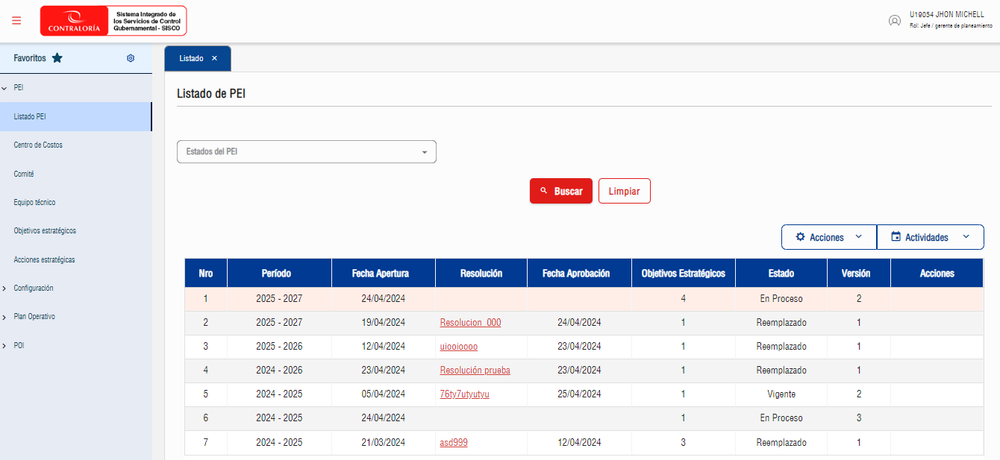 CONTRALORÍA
Sistema Integrado de
los Servicios de Control
Gubernamental - SISCO
U19054 JHON MICHELL
Rol: Jefe / gerente de planeamiento
Favoritos
Listado
PEI
Listado PEI
Centro de Costos
Comité
Equipo técnico
Objetivos estratégicos
Acciones estratégicas
Configuración
Plan Operativo
POI
Listado de PEI
Estados del PEI
Buscar Limpiar
Acciones Actividades
Nro Período Fecha Apertura Resolución Fecha Aprobación Objetivos Estratégicos Estado Versión Acciones
1 2025 - 2027 24/04/2024 4 En Proceso 2
2 2025 - 2027 19/04/2024 Resolucion_000 24/04/2024 1 Reemplazado 1
3 2025 - 2026 12/04/2024 uiooioooo 23/04/2024 1 Reemplazado 1
4 2024 - 2026 23/04/2024 Resolución prueba 23/04/2024 1 Reemplazado 1
5 2024 - 2025 05/04/2024 76ty7utyutyu 25/04/2024 1 Vigente 2
6 2024 - 2025 24/04/2024 1 En Proceso 3
7 2024 - 2025 21/03/2024 asd999 12/04/2024 3 Reemplazado 1